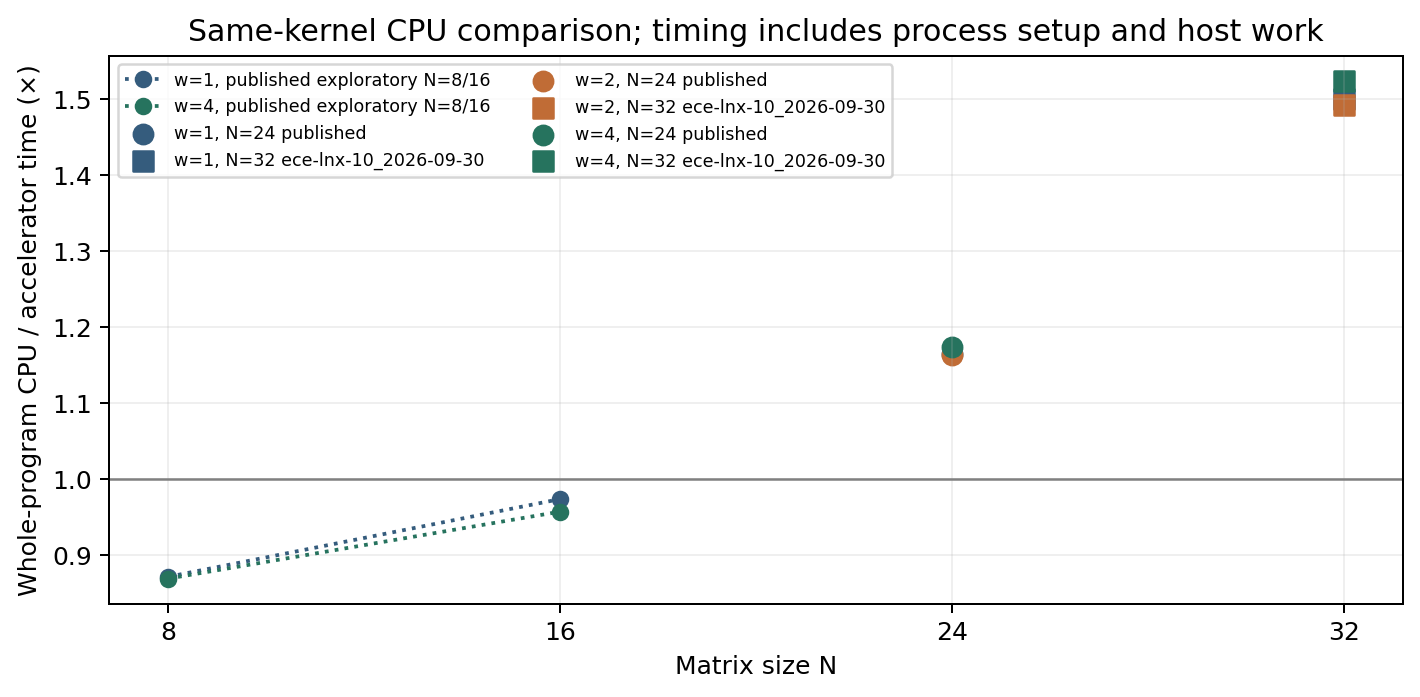 Same-kernel CPU comparison; timing includes process setup and host work
Whole-program CPU / accelerator time (×)
1.5
1.4
1.3
1.2
1.1
1.0
0.9
w=1, published exploratory N=8/16
w=4, published exploratory N=8/16
w=1, N=24 published
w=1, N=32 ece-lnx-10_2026-09-30
w=2, N=24 published
w=2, N=32 ece-lnx-10_2026-09-30
w=4, N=24 published
w=4, N=32 ece-lnx-10_2026-09-30
8
16
24
32
Matrix size N